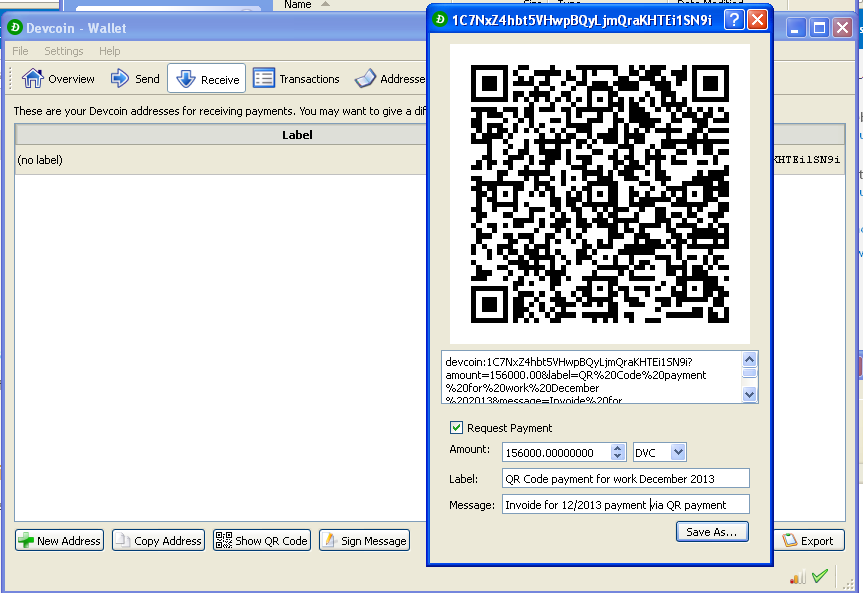 Name
Size
Type
Date Modified
Devcoin - Wallet
File Settings Help
Overview Send Receive Transactions Addresse
These are your Devcoin addresses for receiving payments. You may want to give a dif
Label
(no label)
KHTEi1SN9i
New Address Copy Address Show QR Code Sign Message Export
1C7NxZ4hbt5VHwpBQyLjmQraKHTEi1SN9i
devcoin:1C7NxZ4hbt5VHwpBQyLjmQraKHTEi1SN9i?
amount=156000.00&label=QR%20Code%20payment
%20for%20work%20December
%202013&message=Invoide%20for
Request Payment
Amount: 156000.00000000 DVC
Label: QR Code payment for work December 2013
Message: Invoide for 12/2013 payment via QR payment
Save As...